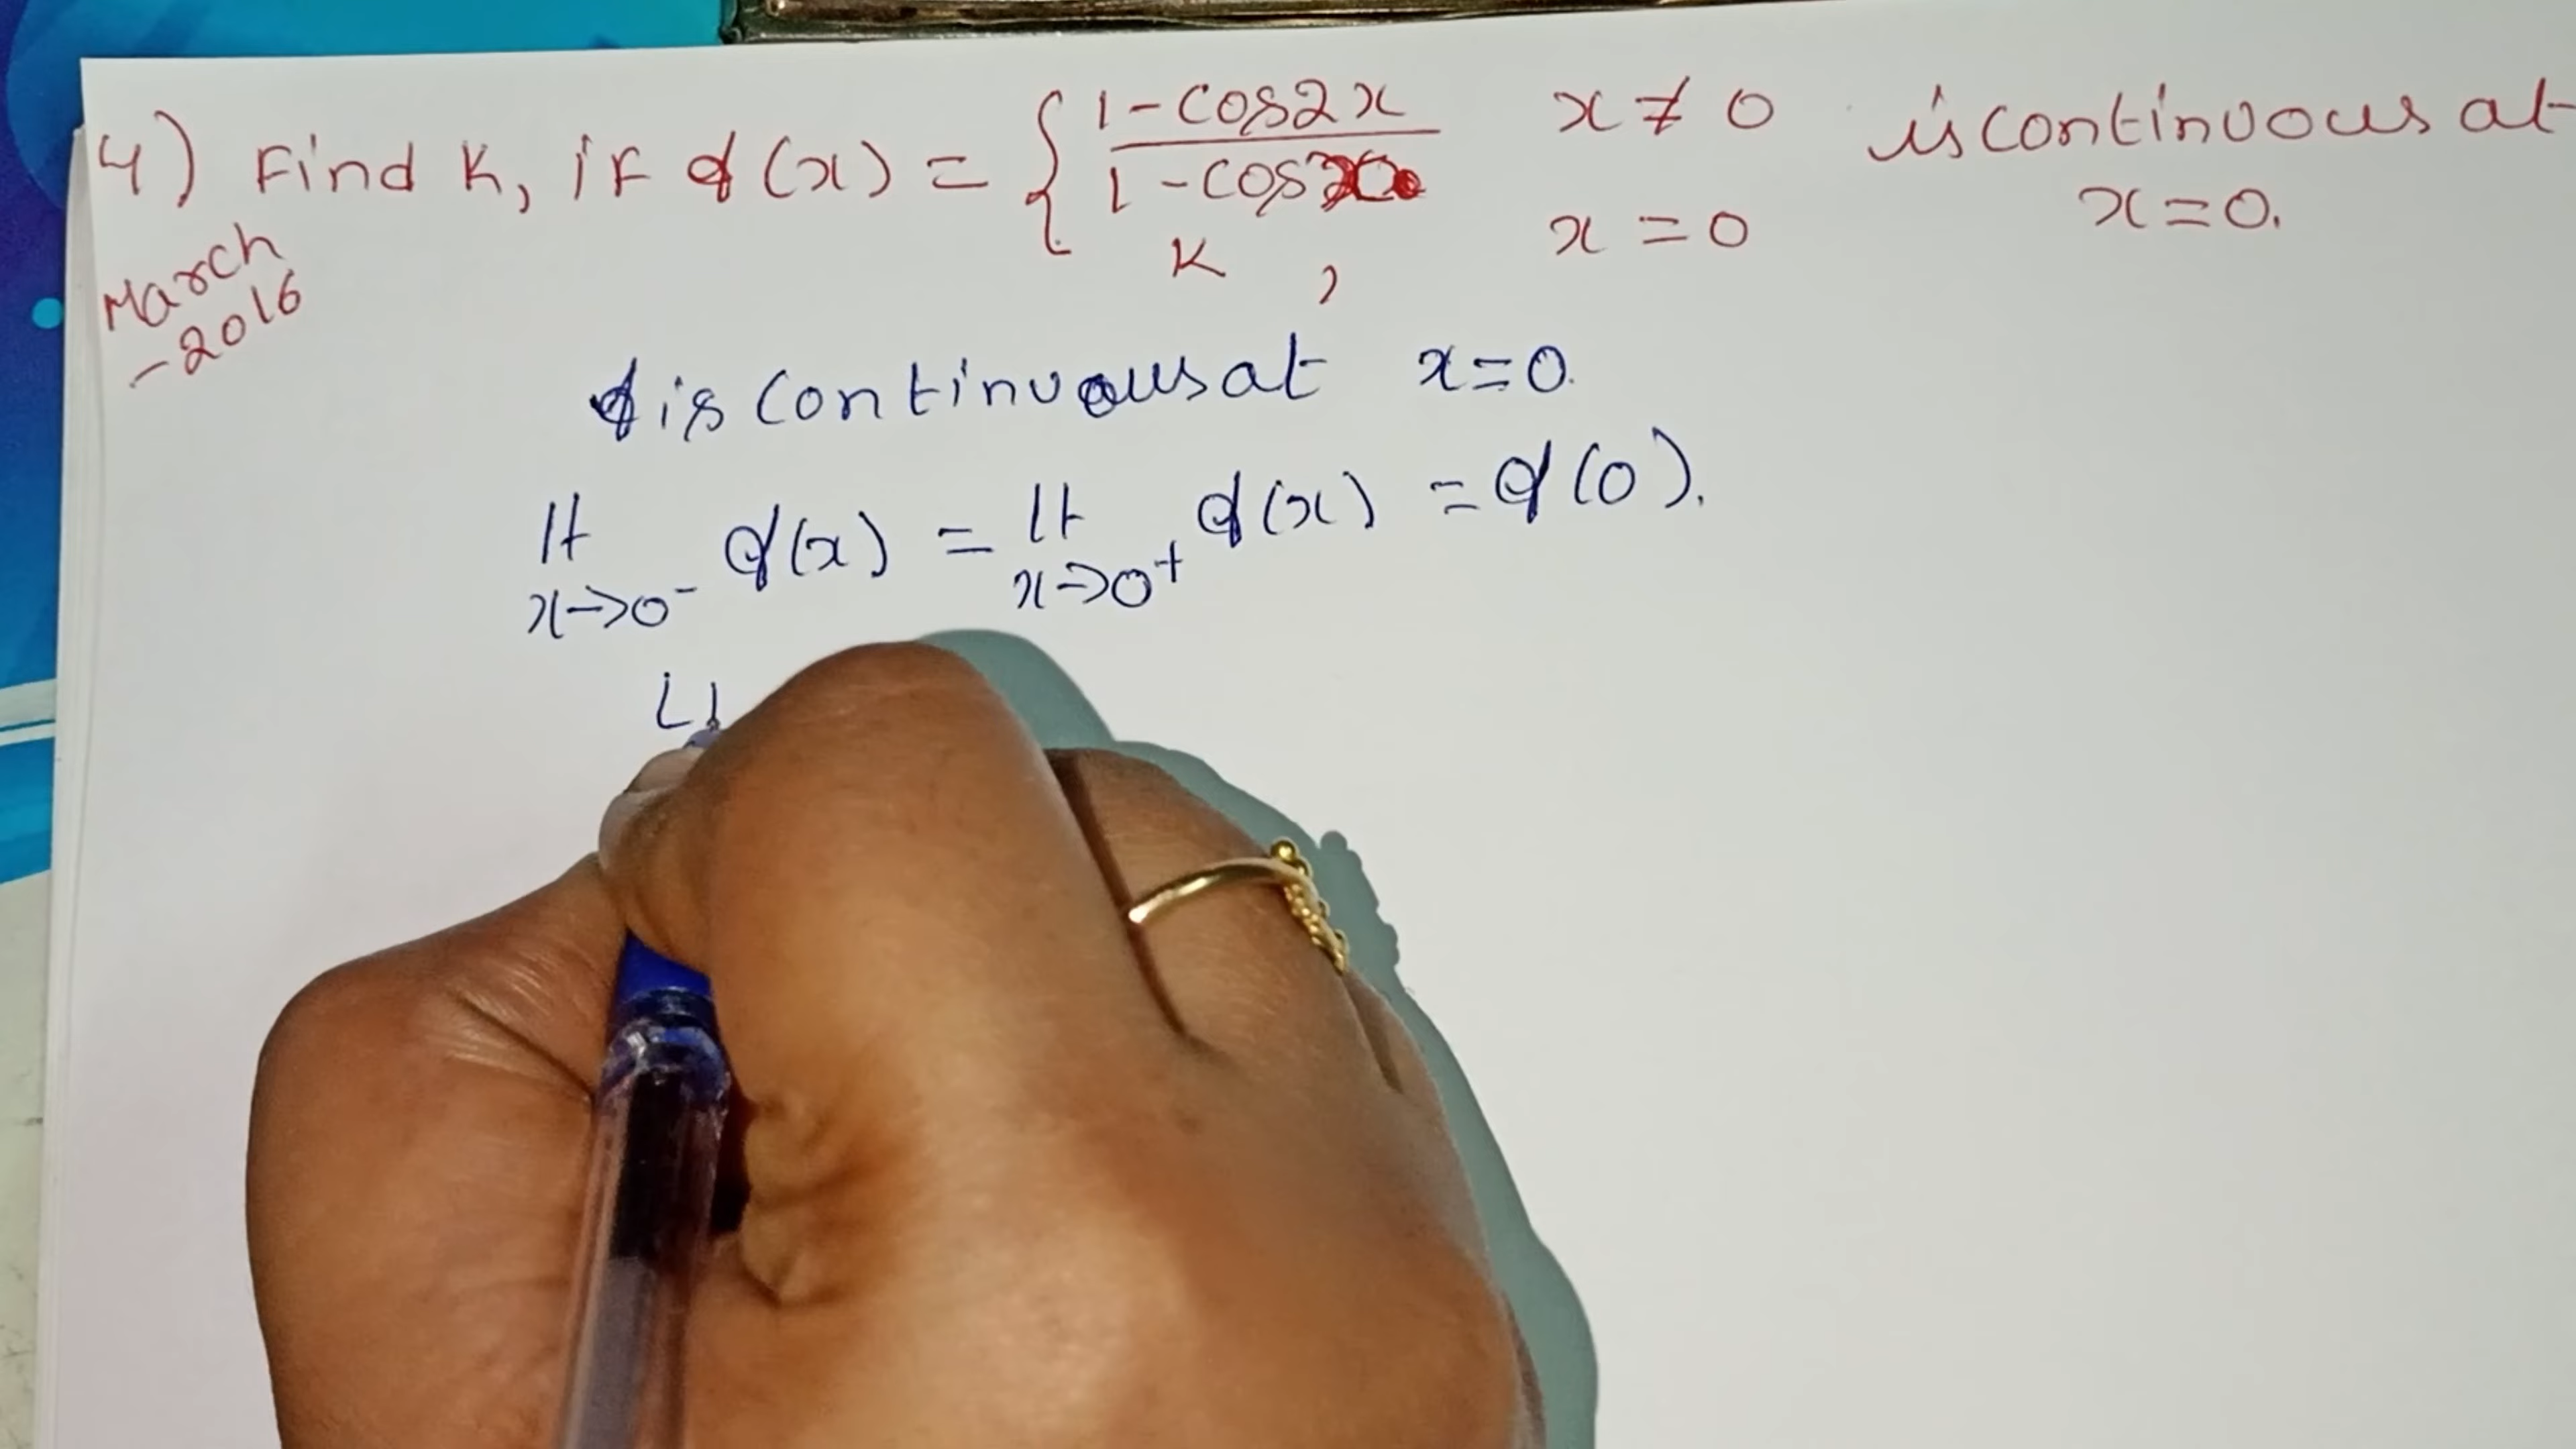 4) Find K, if f(x) = { 1-cos2x / 1-cosx x ≠ 0 is continuous at
K , x = 0 x = 0.
March
-2016
f is continuous at x=0.
lt x→0⁻ f(x) = lt x→0⁺ f(x) = f(0).
L